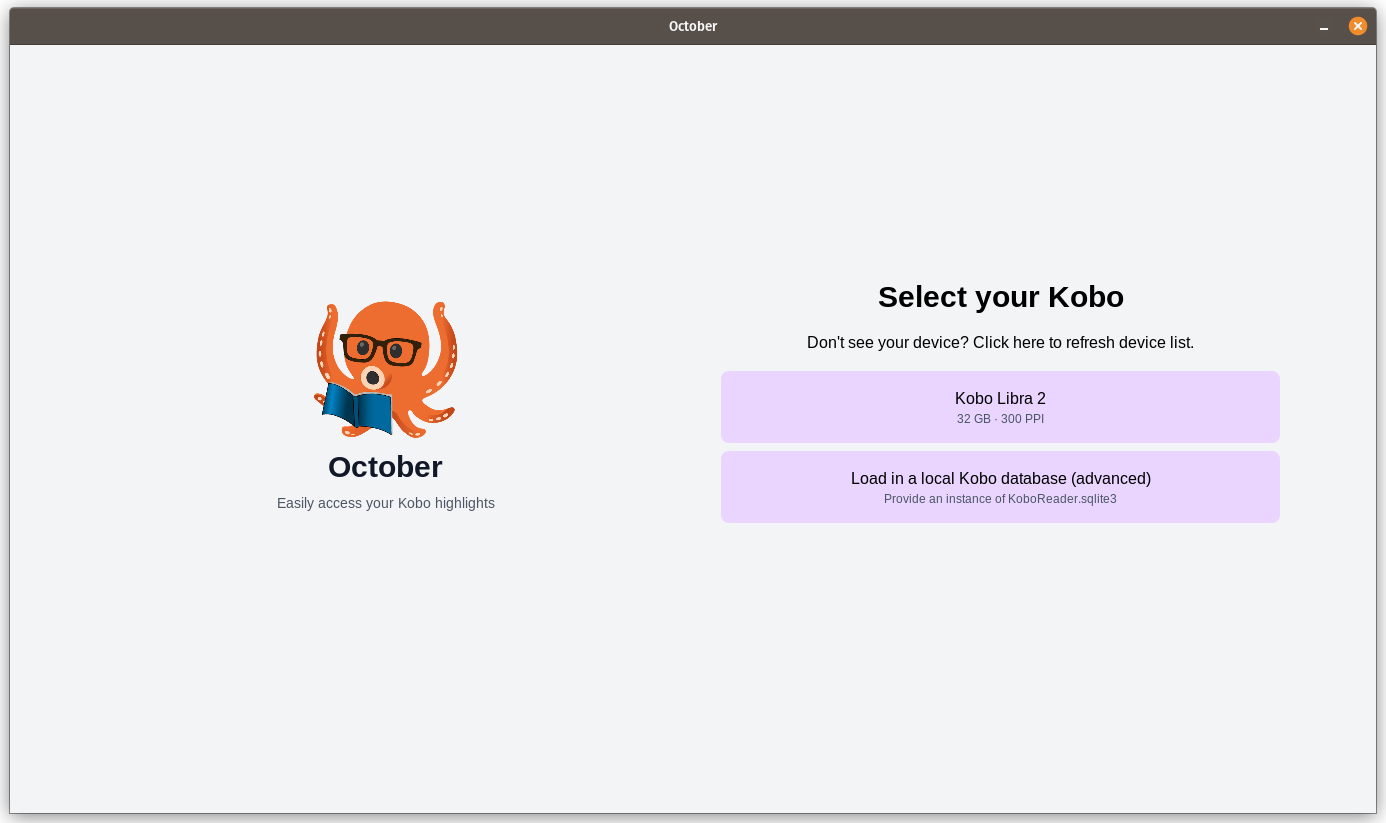 October
Select your Kobo
Don't see your device? Click here to refresh device list.
Kobo Libra 2
32 GB · 300 PPI
Load in a local Kobo database (advanced)
Provide an instance of KoboReader.sqlite3
October
Easily access your Kobo highlights